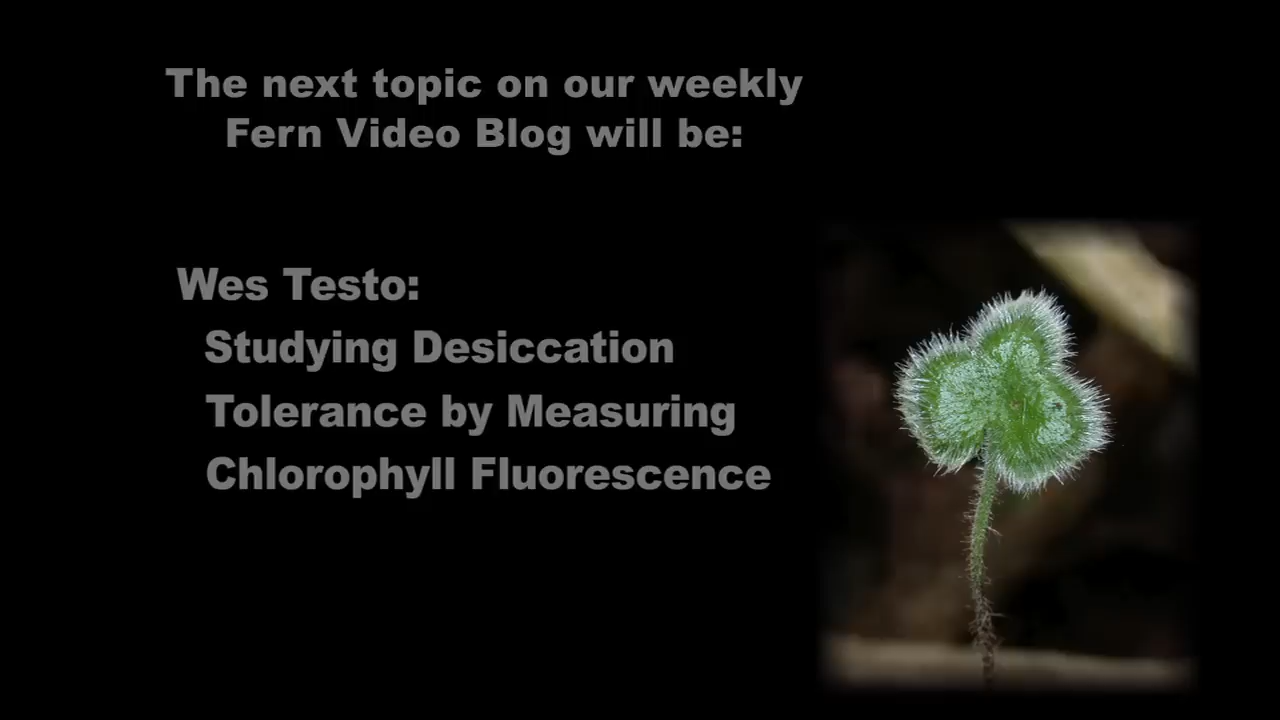 The next topic on our weekly
Fern Video Blog will be:
Wes Testo:
Studying Desiccation
Tolerance by Measuring
Chlorophyll Fluorescence